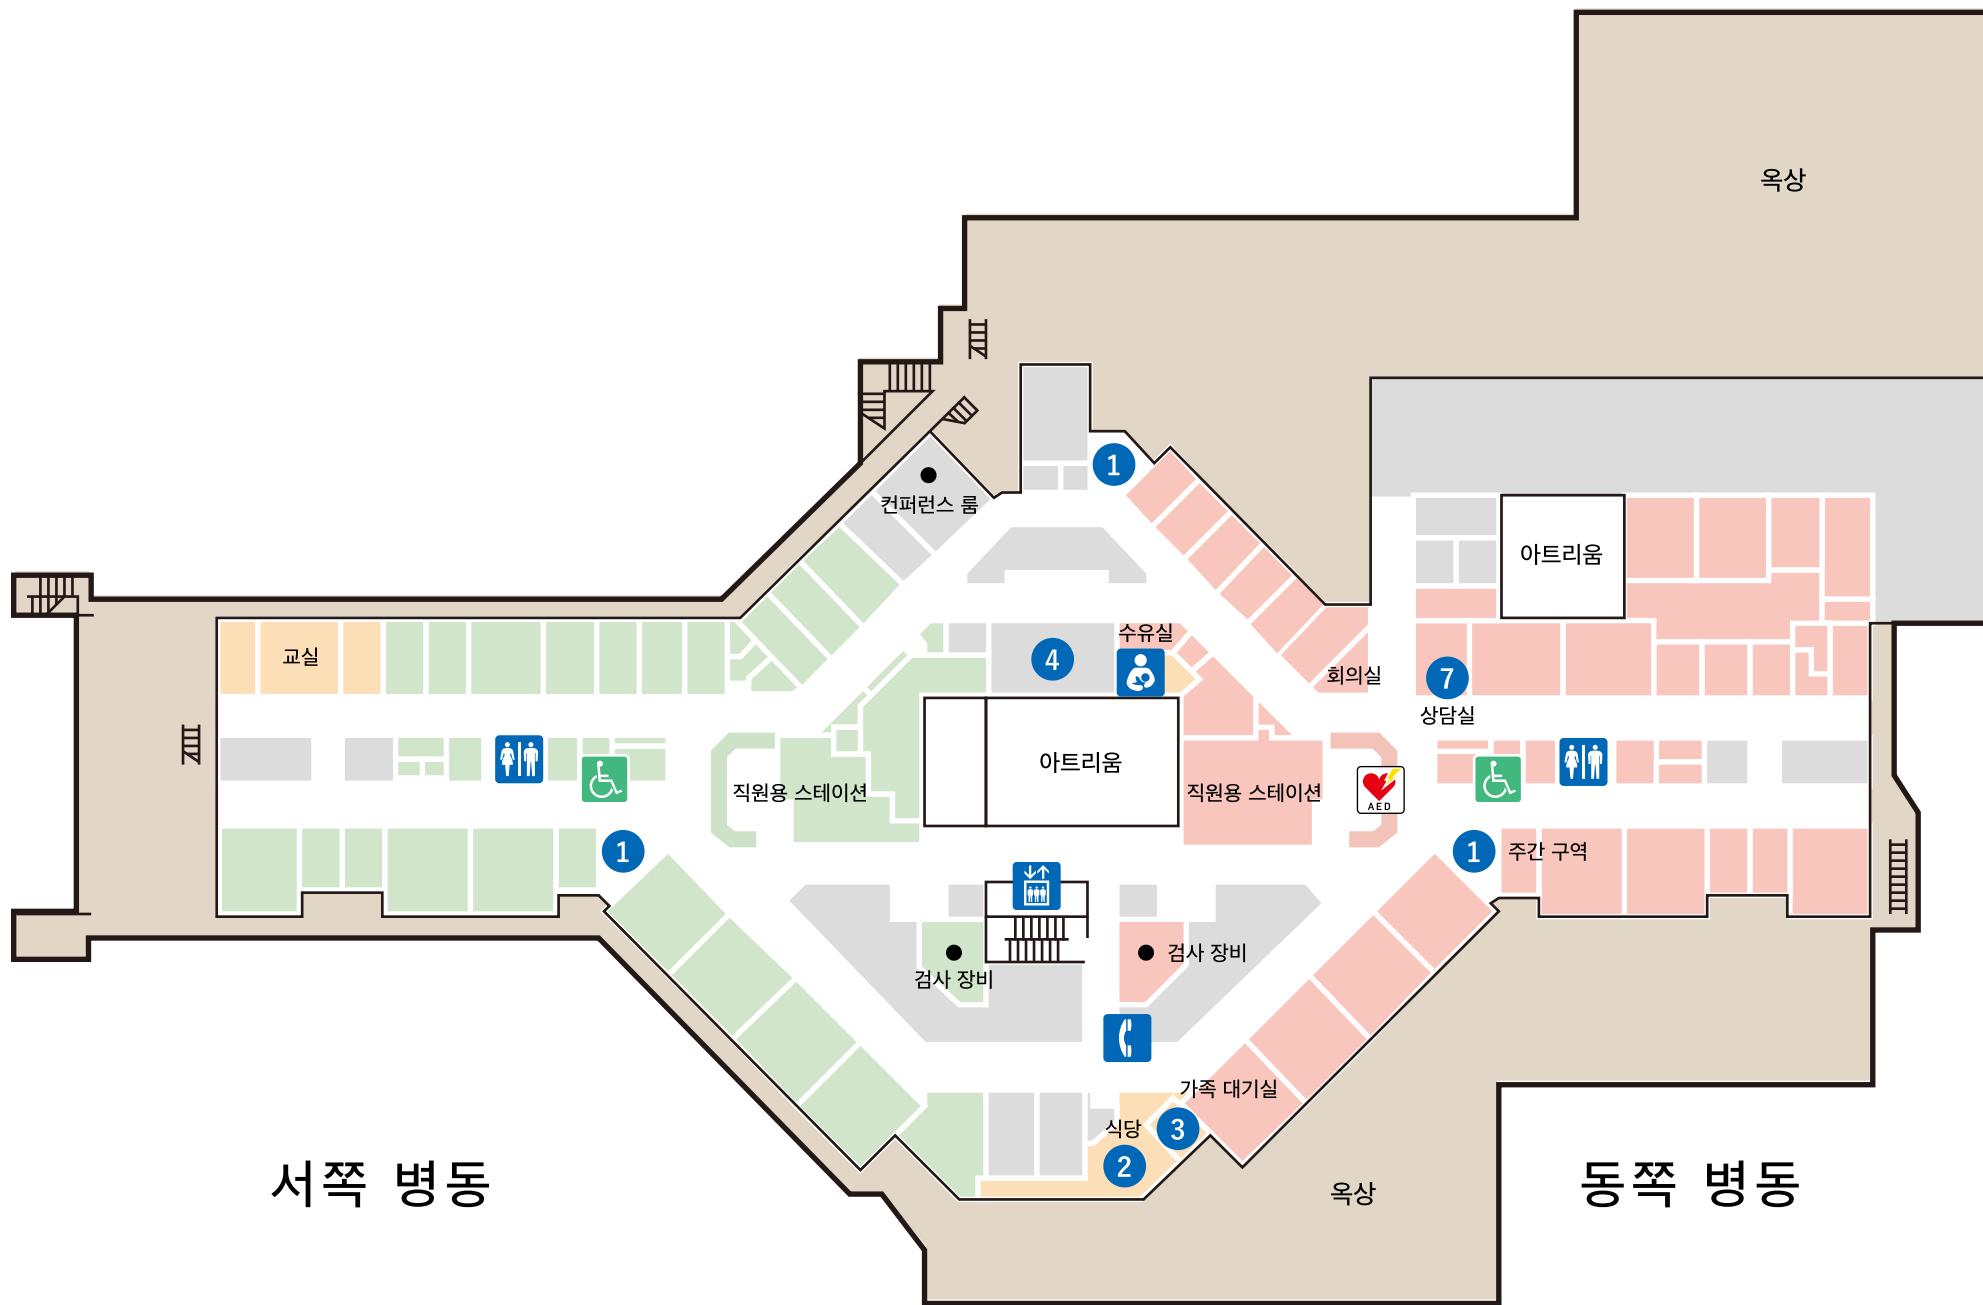 옥상
1
컨퍼런스 룸
아트리움
수유실
교실
4
회의실
7
상담실
아트리움
직원용 스테이션
직원용 스테이션
AED
1
1
주간 구역
검사 장비
검사 장비
가족 대기실
식당
3
2
서쪽 병동
옥상
동쪽 병동